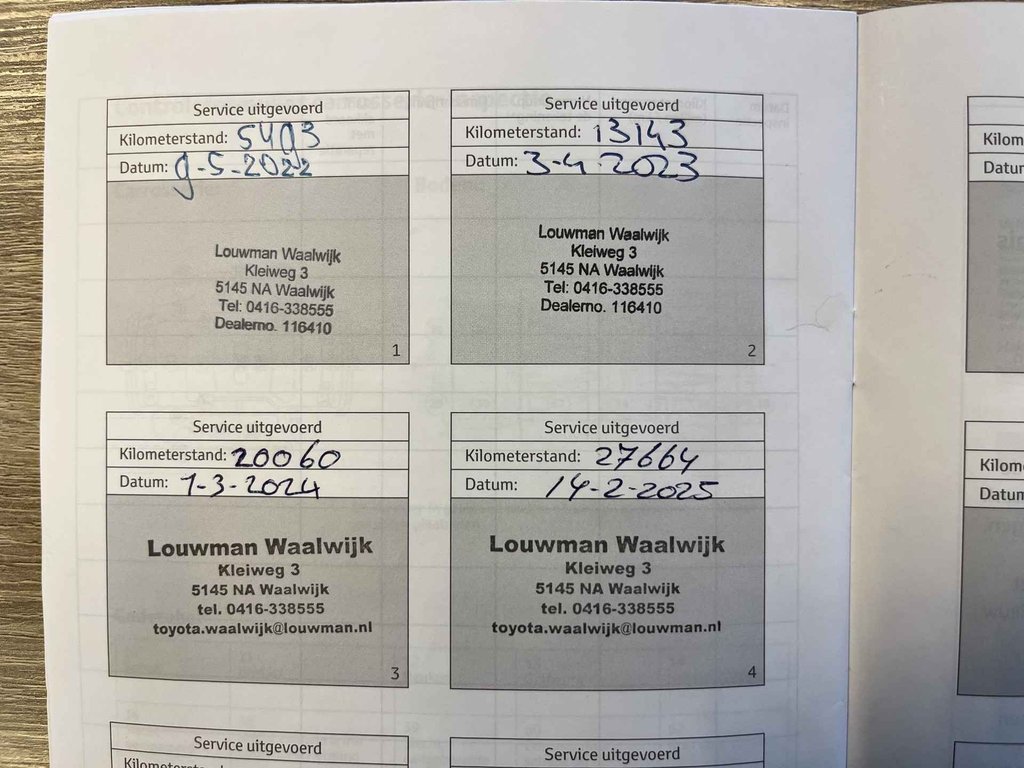 Service uitgevoerd
Kilometerstand: 5493
Datum: 9-5-2022
Louwman Waalwijk
Kleiweg 3
5145 NA Waalwijk
Tel: 0416-338555
Dealerno. 116410
1
Service uitgevoerd
Kilometerstand: 13143
Datum: 3-4-2023
Louwman Waalwijk
Kleiweg 3
5145 NA Waalwijk
Tel: 0416-338555
Dealerno. 116410
2
Service uitgevoerd
Kilometerstand: 20060
Datum: 1-3-2024
Louwman Waalwijk
Kleiweg 3
5145 NA Waalwijk
tel. 0416-338555
toyota.waalwijk@louwman.nl
3
Service uitgevoerd
Kilometerstand: 27664
Datum: 14-2-2025
Louwman Waalwijk
Kleiweg 3
5145 NA Waalwijk
tel. 0416-338555
toyota.waalwijk@louwman.nl
4
Service uitgevoerd
Service uitgevoerd